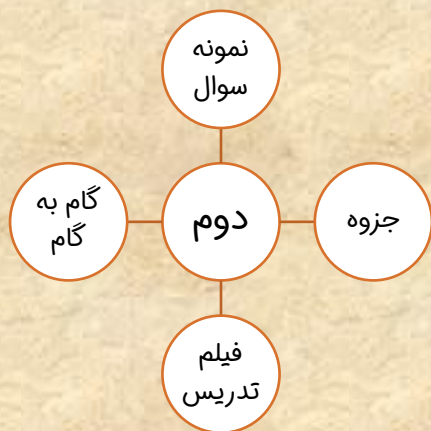 نمونه
سوال
گام به
گام
دوم
جزوه
فیلم
تدریس